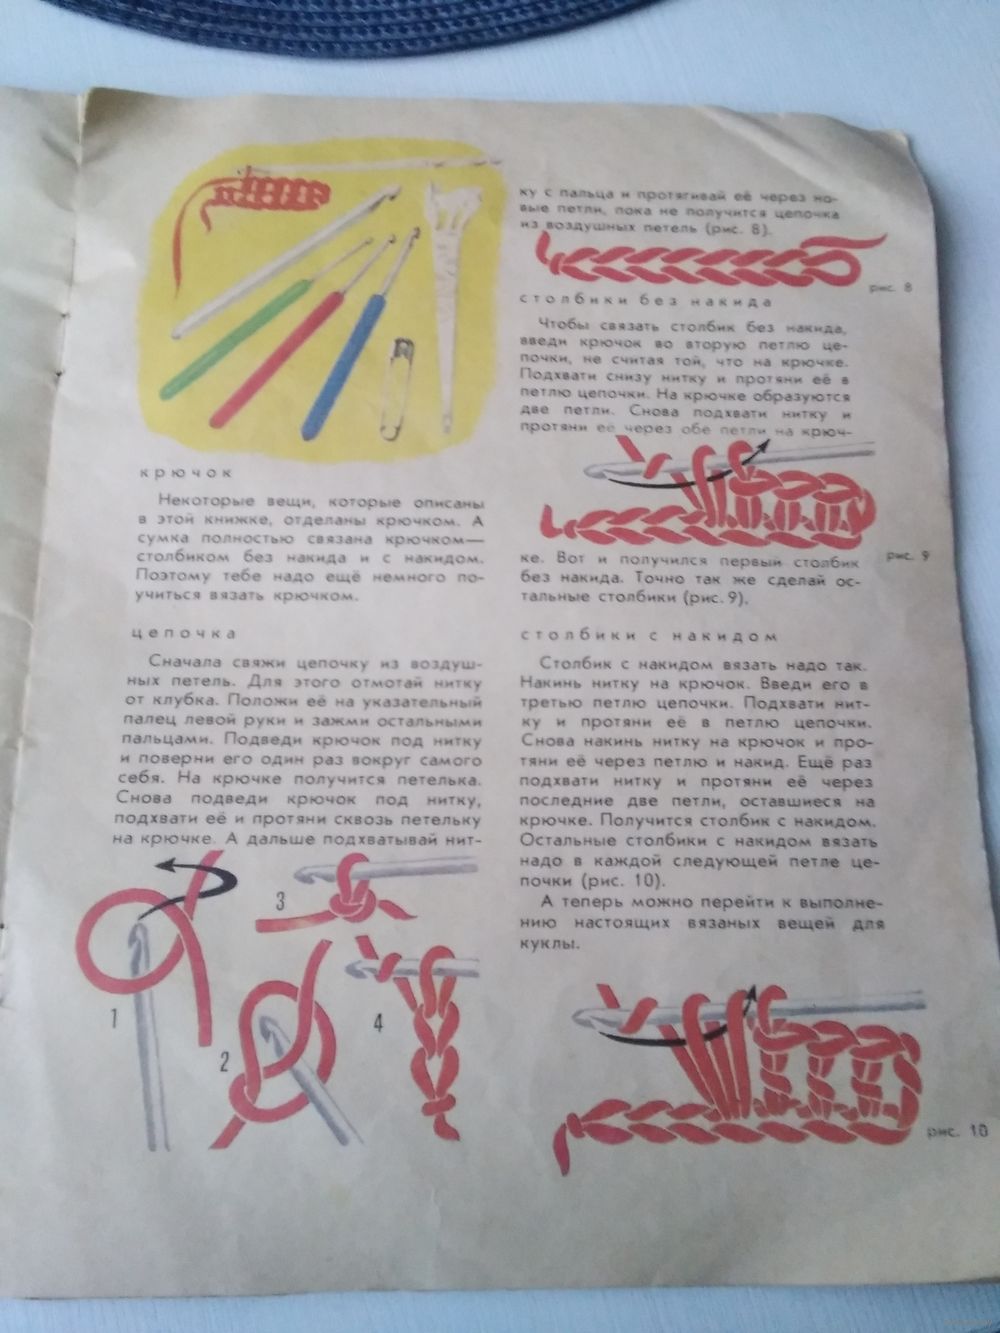 крючок
Некоторые вещи, которые описаны
в этой книжке, отделаны крючком. А
сумка полностью связана крючком—
столбиком без накида и с накидом.
Поэтому тебе надо ещё немного по-
учиться вязать крючком.
цепочка
Сначала свяжи цепочку из воздуш-
ных петель. Для этого отмотай нитку
от клубка. Положи её на указательный
палец левой руки и зажми остальными
пальцами. Подведи крючок под нитку
и поверни его один раз вокруг самого
себя. На крючке получится петелька.
Снова подведи крючок под нитку,
подхвати её и протяни сквозь петельку
на крючке. А дальше подхватывай нит-
1
2
3
4
ку с пальца и протягивай её через но-
вые петли, пока не получится цепочка
из воздушных петель (рис. 8).
рис. 8
столбики без накида
Чтобы связать столбик без накида,
введи крючок во вторую петлю це-
почки, не считая той, что на крючке.
Подхвати снизу нитку и протяни её в
петлю цепочки. На крючке образуются
две петли. Снова подхвати нитку и
протяни её через обе петли на крюч-
ке. Вот и получился первый столбик
без накида. Точно так же сделай ос-
тальные столбики (рис. 9).
рис. 9
столбики с накидом
Столбик с накидом вязать надо так.
Накинь нитку на крючок. Введи его в
третью петлю цепочки. Подхвати нит-
ку и протяни её в петлю цепочки.
Снова накинь нитку на крючок и про-
тяни её через петлю и накид. Ещё раз
подхвати нитку и протяни её через
последние две петли, оставшиеся на
крючке. Получится столбик с накидом.
Остальные столбики с накидом вязать
надо в каждой следующей петле це-
почки (рис. 10).
А теперь можно перейти к выполне-
нию настоящих вязаных вещей для
куклы.
рис. 10